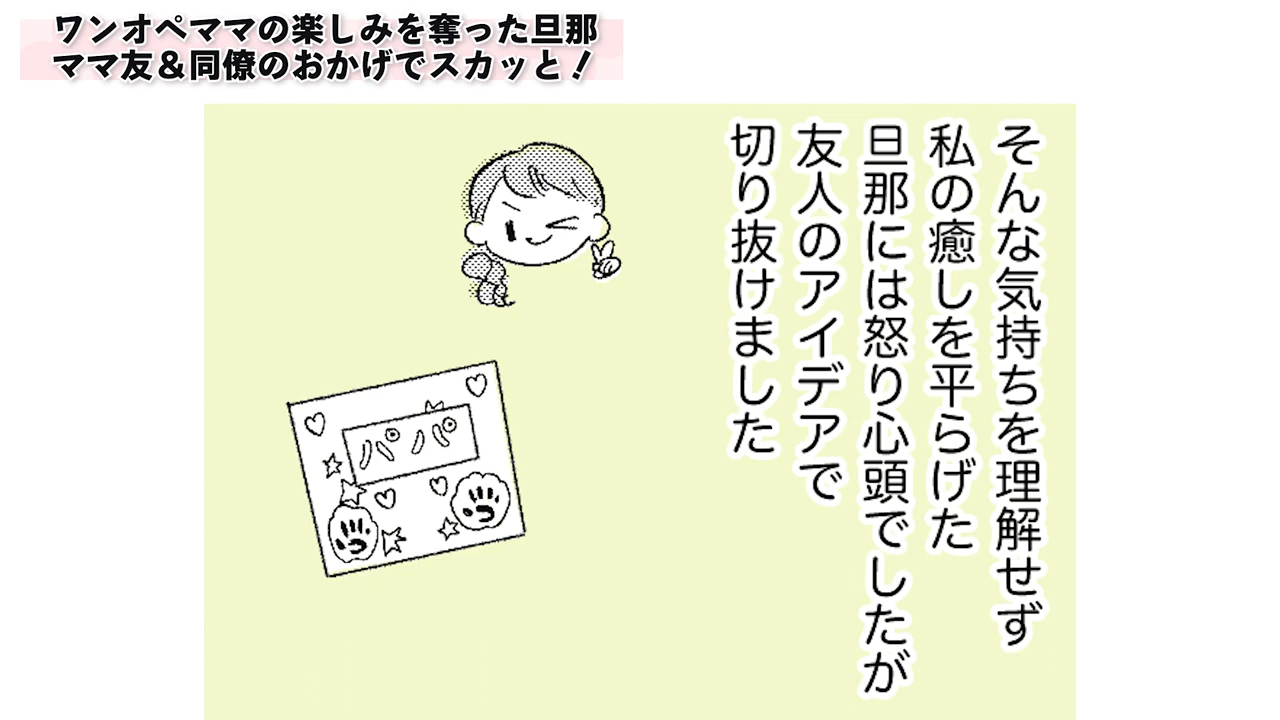 ワンオペママの楽しみを奪った旦那
ママ友＆同僚のおかげでスカッと！
そんな気持ちを理解せず
私の癒しを平らげた
旦那には怒り心頭でしたが
友人のアイデアで
切り抜けました
パパ